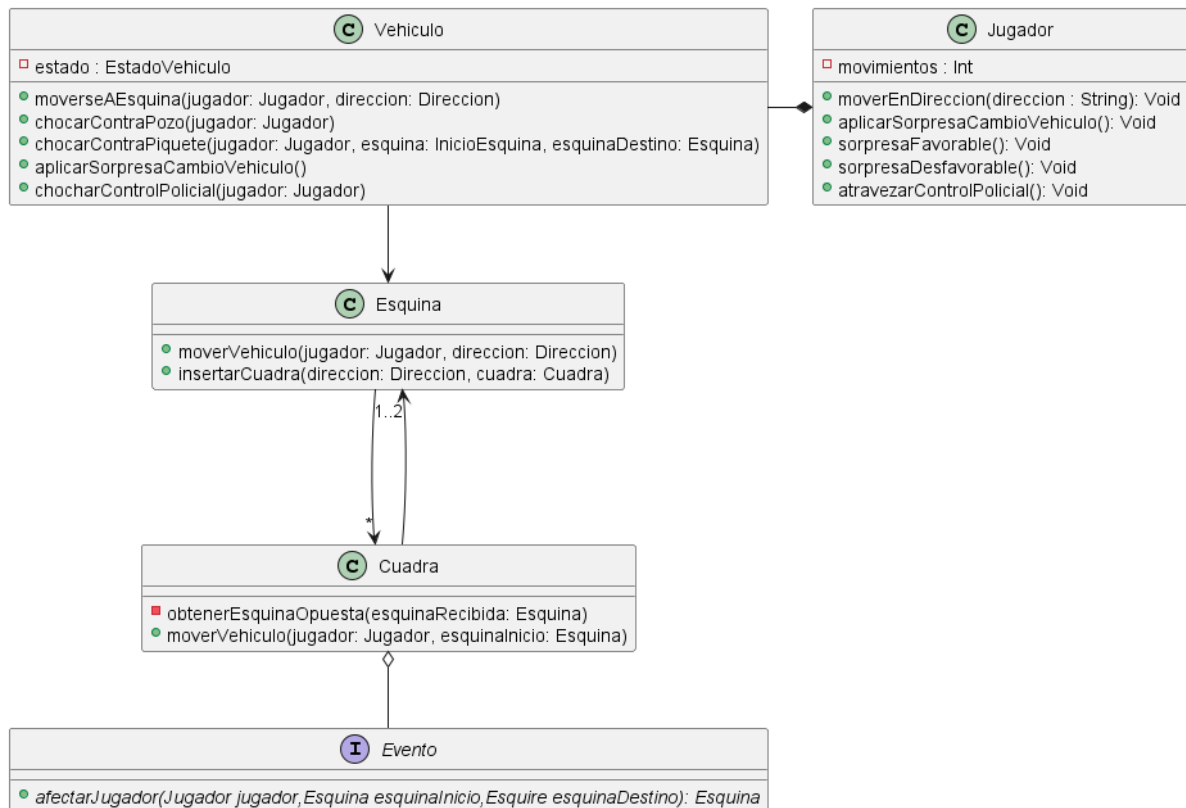 C Vehiculo
estado : EstadoVehiculo
moverseAEsquina(jugador: Jugador, direccion: Direccion)
chocarContraPozo(jugador: Jugador)
chocarContraPiquete(jugador: Jugador, esquina: InicioEsquina, esquinaDestino: Esquina)
aplicarSorpresaCambioVehiculo()
chocharControlPolicial(jugador: Jugador)
C Jugador
movimientos : Int
moverEnDireccion(direccion : String): Void
aplicarSorpresaCambioVehiculo(): Void
sorpresaFavorable(): Void
sorpresaDesfavorable(): Void
atravezarControlPolicial(): Void
C Esquina
moverVehiculo(jugador: Jugador, direccion: Direccion)
insertarCuadra(direccion: Direccion, cuadra: Cuadra)
1..2
*
C Cuadra
obtenerEsquinaOpuesta(esquinaRecibida: Esquina)
moverVehiculo(jugador: Jugador, esquinaInicio: Esquina)
I Evento
afectarJugador(Jugador jugador,Esquina esquinaInicio,Esquire esquinaDestino): Esquina